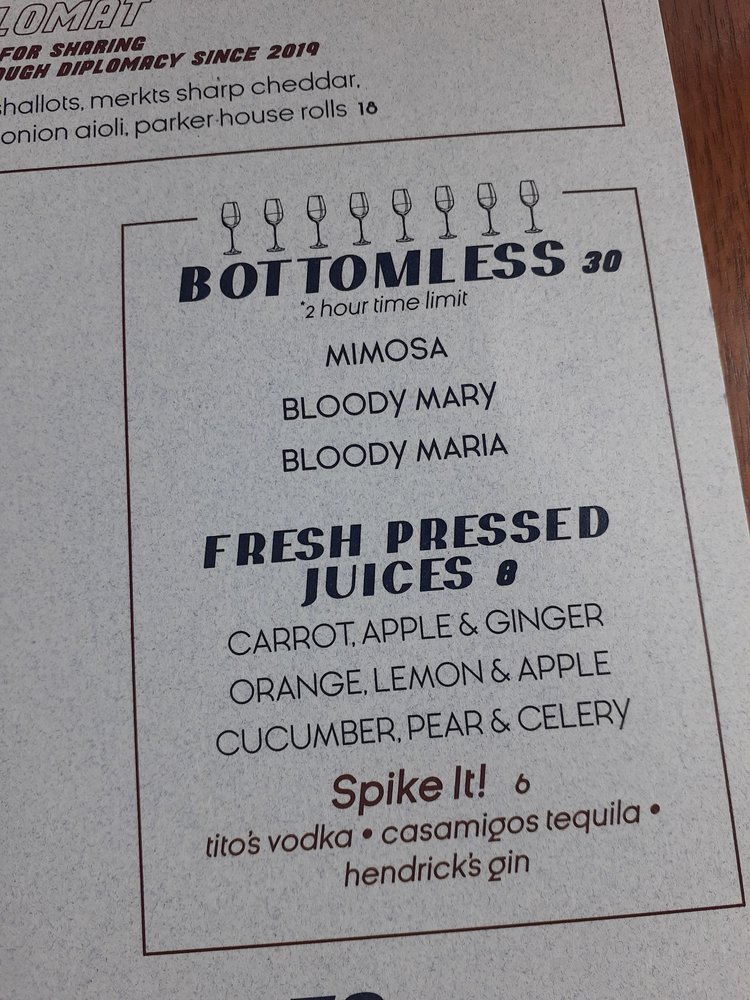 LOMAT
FOR SHARING
OUGH DIPLOMACY SINCE 2019
shallots, merkts sharp cheddar,
onion aioli, parker house rolls 18
BOTTOMLESS 30
*2 hour time limit
MIMOSA
BLOODY MARY
BLOODY MARIA
FRESH PRESSED
JUICES 8
CARROT, APPLE & GINGER
ORANGE, LEMON & APPLE
CUCUMBER, PEAR & CELERY
Spike It! 6
tito's vodka • casamigos tequila •
hendrick's gin